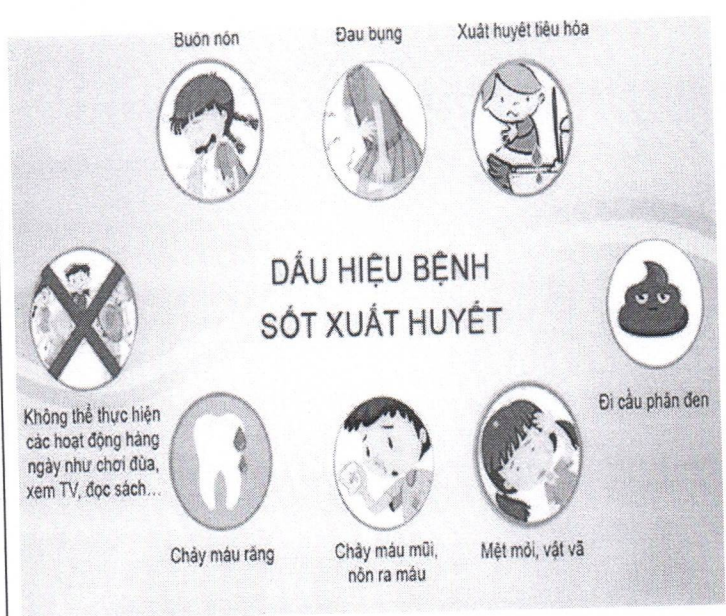 Buồn nôn
Đau bụng
Xuất huyết tiêu hóa
DẤU HIỆU BỆNH
SỐT XUẤT HUYẾT
Không thể thực hiện
các hoạt động hàng
ngày như chơi đùa,
xem TV, đọc sách...
Đi cầu phân đen
Chảy máu răng
Chảy máu mũi,
nôn ra máu
Mệt mỏi, vật vã